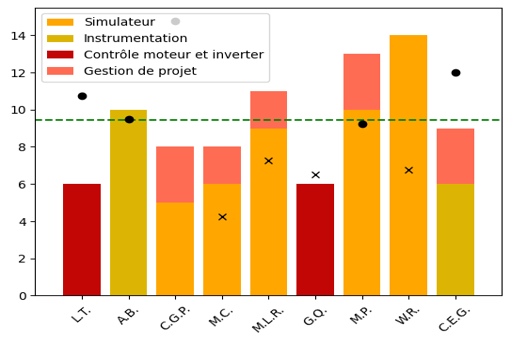 Simulateur
Instrumentation
Contrôle moteur et inverter
Gestion de projet
14
12
10
8
6
4
2
0
L.T.
A.B.
C.G.P.
M.C.
M.L.R.
G.Q.
M.P.
W.R.
C.E.G.